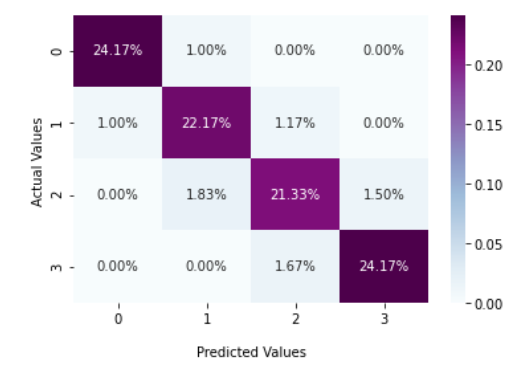 0 24.17% 1.00% 0.00% 0.00%
1 1.00% 22.17% 1.17% 0.00%
2 0.00% 1.83% 21.33% 1.50%
3 0.00% 0.00% 1.67% 24.17%
0 1 2 3
Actual Values
Predicted Values
0.20
0.15
0.10
0.05
0.00